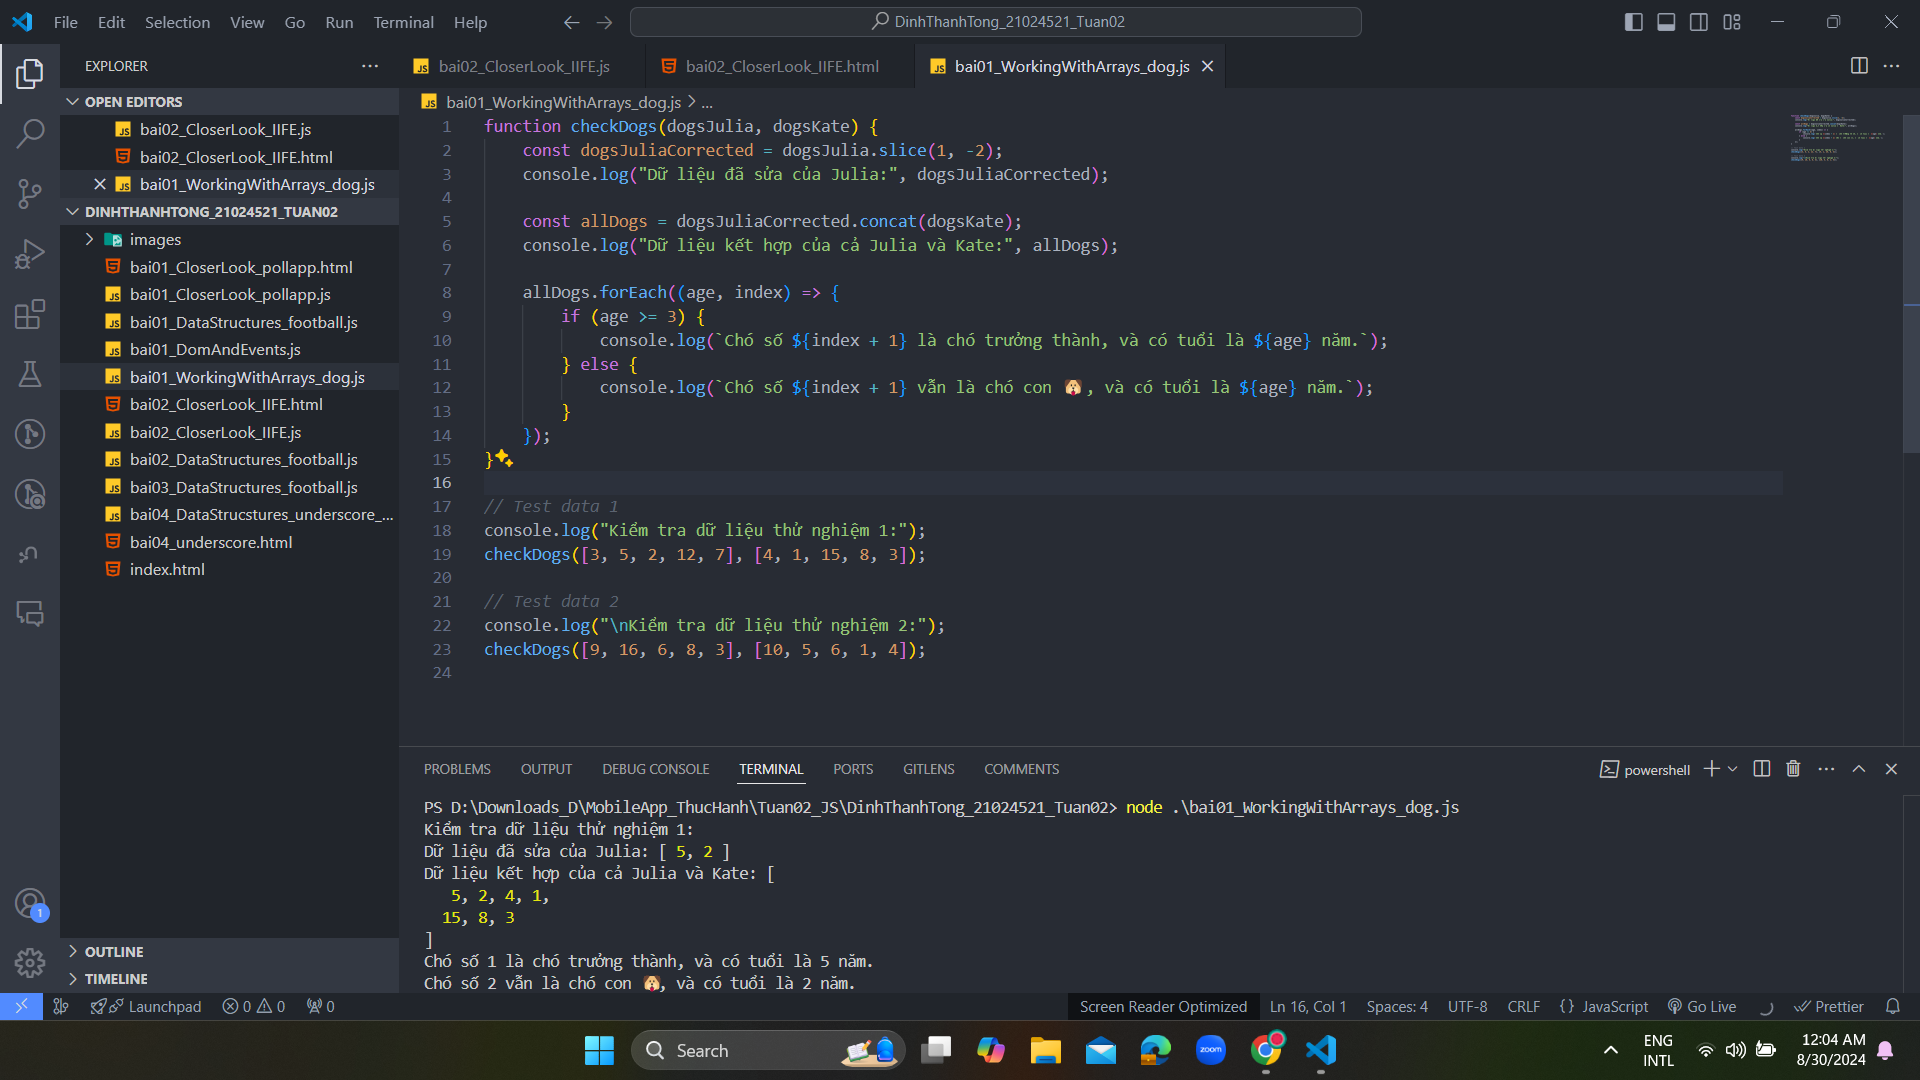 File Edit Selection View Go Run Terminal Help
DinhThanhTong_21024521_Tuan02
EXPLORER
OPEN EDITORS
bai02_CloserLook_IIFE.js
bai02_CloserLook_IIFE.html
bai01_WorkingWithArrays_dog.js
DINHTHANHTONG_21024521_TUAN02
images
bai01_CloserLook_pollapp.html
bai01_CloserLook_pollapp.js
bai01_DataStructures_football.js
bai01_DomAndEvents.js
bai01_WorkingWithArrays_dog.js
bai02_CloserLook_IIFE.html
bai02_CloserLook_IIFE.js
bai02_DataStructures_football.js
bai03_DataStructures_football.js
bai04_DataStrucstures_underscore_...
bai04_underscore.html
index.html
OUTLINE
TIMELINE
bai02_CloserLook_IIFE.js bai02_CloserLook_IIFE.html bai01_WorkingWithArrays_dog.js
bai01_WorkingWithArrays_dog.js > ...
1 function checkDogs(dogsJulia, dogsKate) {
2 const dogsJuliaCorrected = dogsJulia.slice(1, -2);
3 console.log("Dữ liệu đã sửa của Julia:", dogsJuliaCorrected);
4
5 const allDogs = dogsJuliaCorrected.concat(dogsKate);
6 console.log("Dữ liệu kết hợp của cả Julia và Kate:", allDogs);
7
8 allDogs.forEach((age, index) => {
9 if (age >= 3) {
10 console.log(`Chó số ${index + 1} là chó trưởng thành, và có tuổi là ${age} năm.`);
11 } else {
12 console.log(`Chó số ${index + 1} vẫn là chó con 🐶, và có tuổi là ${age} năm.`);
13 }
14 });
15 }
16
17 // Test data 1
18 console.log("Kiểm tra dữ liệu thử nghiệm 1:");
19 checkDogs([3, 5, 2, 12, 7], [4, 1, 15, 8, 3]);
20
21 // Test data 2
22 console.log("\nKiểm tra dữ liệu thử nghiệm 2:");
23 checkDogs([9, 16, 6, 8, 3], [10, 5, 6, 1, 4]);
24
PROBLEMS OUTPUT DEBUG CONSOLE TERMINAL PORTS GITLENS COMMENTS
powershell
PS D:\Downloads_D\MobileApp_ThucHanh\Tuan02_JS\DinhThanhTong_21024521_Tuan02> node .\bai01_WorkingWithArrays_dog.js
Kiểm tra dữ liệu thử nghiệm 1:
Dữ liệu đã sửa của Julia: [ 5, 2 ]
Dữ liệu kết hợp của cả Julia và Kate: [
5, 2, 4, 1,
15, 8, 3
]
Chó số 1 là chó trưởng thành, và có tuổi là 5 năm.
Chó số 2 vẫn là chó con 🐶, và có tuổi là 2 năm.
1
Launchpad 0 0 0
Screen Reader Optimized Ln 16, Col 1 Spaces: 4 UTF-8 CRLF {} JavaScript Go Live Prettier
Search
zoom
ENG
INTL
12:04 AM
8/30/2024